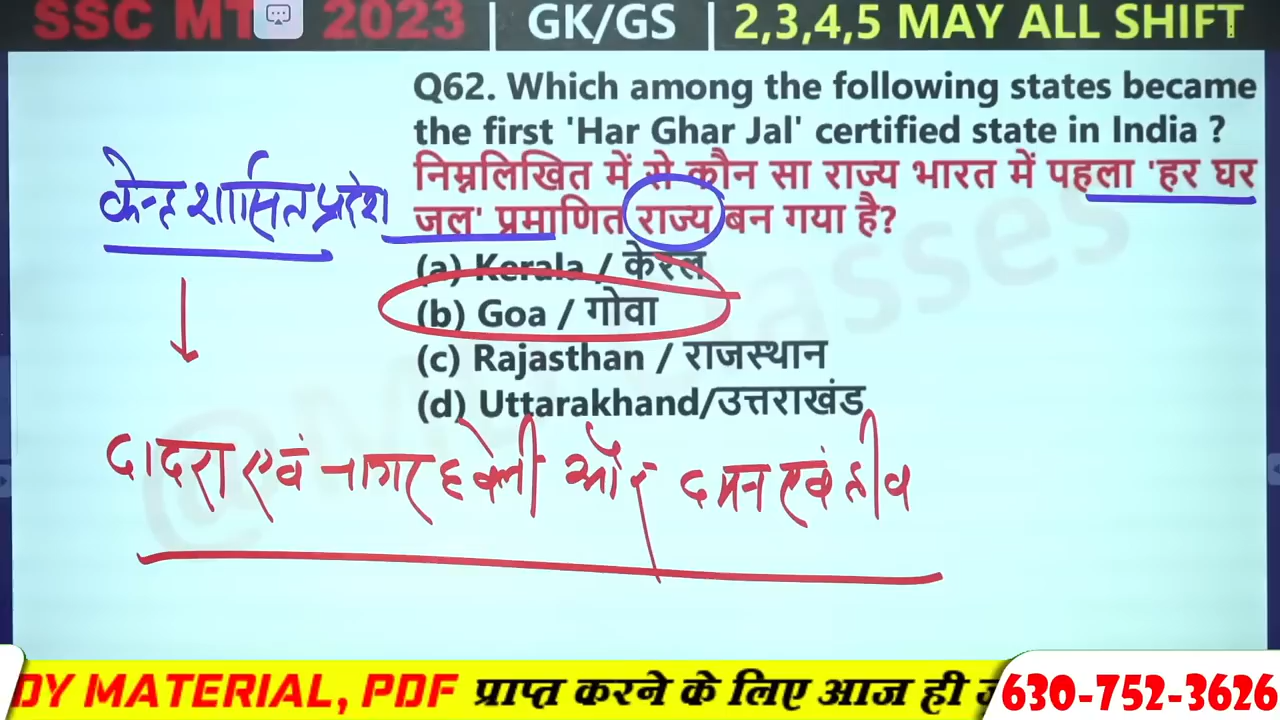 SSC MT 2023 | GK/GS | 2,3,4,5 MAY ALL SHIFT
Q62. Which among the following states became
the first 'Har Ghar Jal' certified state in India ?
निम्नलिखित में से कौन सा राज्य भारत में पहला 'हर घर
जल' प्रमाणित राज्य बन गया है?
केन्द्र शासित प्रदेश
(a) Kerala / केरल
(b) Goa / गोवा
(c) Rajasthan / राजस्थान
(d) Uttarakhand/उत्तराखंड
दादरा एवं नागर हवेली और दमन एवं दीव
DY MATERIAL, PDF प्राप्त करने के लिए आज ही
630-752-3626